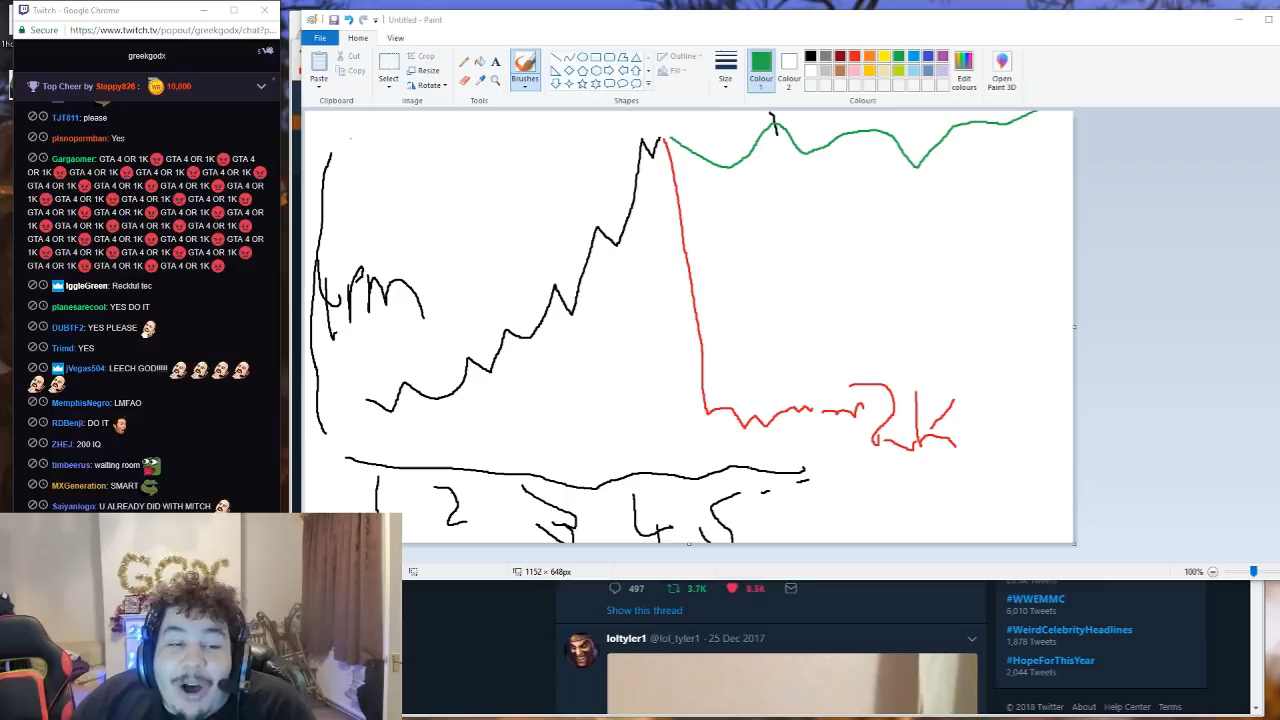 Twitch - Google Chrome
Secure https://www.twitch.tv/popout/greekgodx/chat?p...
greekgodx
Top Cheer by Slappy826 : 10,000
TJT811: please
plsnopermban: Yes
Gargaomer: GTA 4 OR 1K GTA 4 OR 1K GTA 4
OR 1K GTA 4 OR 1K GTA 4 OR 1K
GTA 4 OR 1K GTA 4 OR 1K GTA 4 OR
1K GTA 4 OR 1K GTA 4 OR 1K
GTA 4 OR 1K GTA 4 OR 1K GTA 4 OR
1K GTA 4 OR 1K GTA 4 OR 1K
GTA 4 OR 1K GTA 4 OR 1K GTA 4 OR
1K GTA 4 OR 1K GTA 4 OR 1K
GTA 4 OR 1K GTA 4 OR 1K
IggleGreen: Reckful tec
planesarecool: YES DO IT
DUBTF2: YES PLEASE
Trimd: YES
jVegas504: LEECH GOD!!!!!!
MemphisNegro: LMFAO
RDBenji: DO IT
ZHEJ: 200 IQ
timbeerus: waiting room
MXGeneration: SMART
Saiyanlogo: U ALREADY DID WITH MITCH
Untitled - Paint
File Home View
Paste
Cut
Copy
Clipboard
Select
Crop
Resize
Rotate
Image
A
Tools
Brushes
Outline
Fill
Shapes
Size
Colour
1
Colour
2
Edit
colours
Colours
Open
Paint 3D
2K
1 2 3 4 5
1152 × 648px
100%
497 3.7K 8.5K
Show this thread
loltyler1 @lol_tyler1 · 25 Dec 2017
#WWEMMC
6,010 Tweets
#WeirdCelebrityHeadlines
1,878 Tweets
#HopeForThisYear
2,044 Tweets
© 2018 Twitter About Help Center Terms